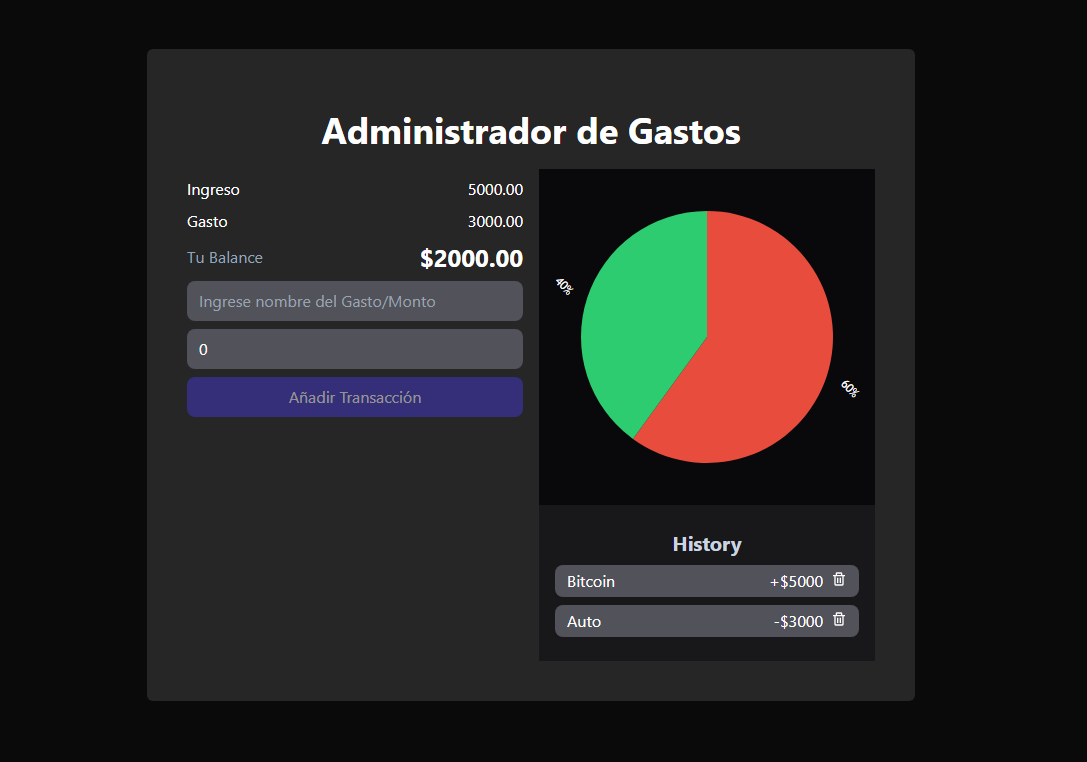 Administrador de Gastos
Ingreso 5000.00
Gasto 3000.00
Tu Balance $2000.00
Ingrese nombre del Gasto/Monto
0
Añadir Transacción
40%
60%
History
Bitcoin +$5000
Auto -$3000